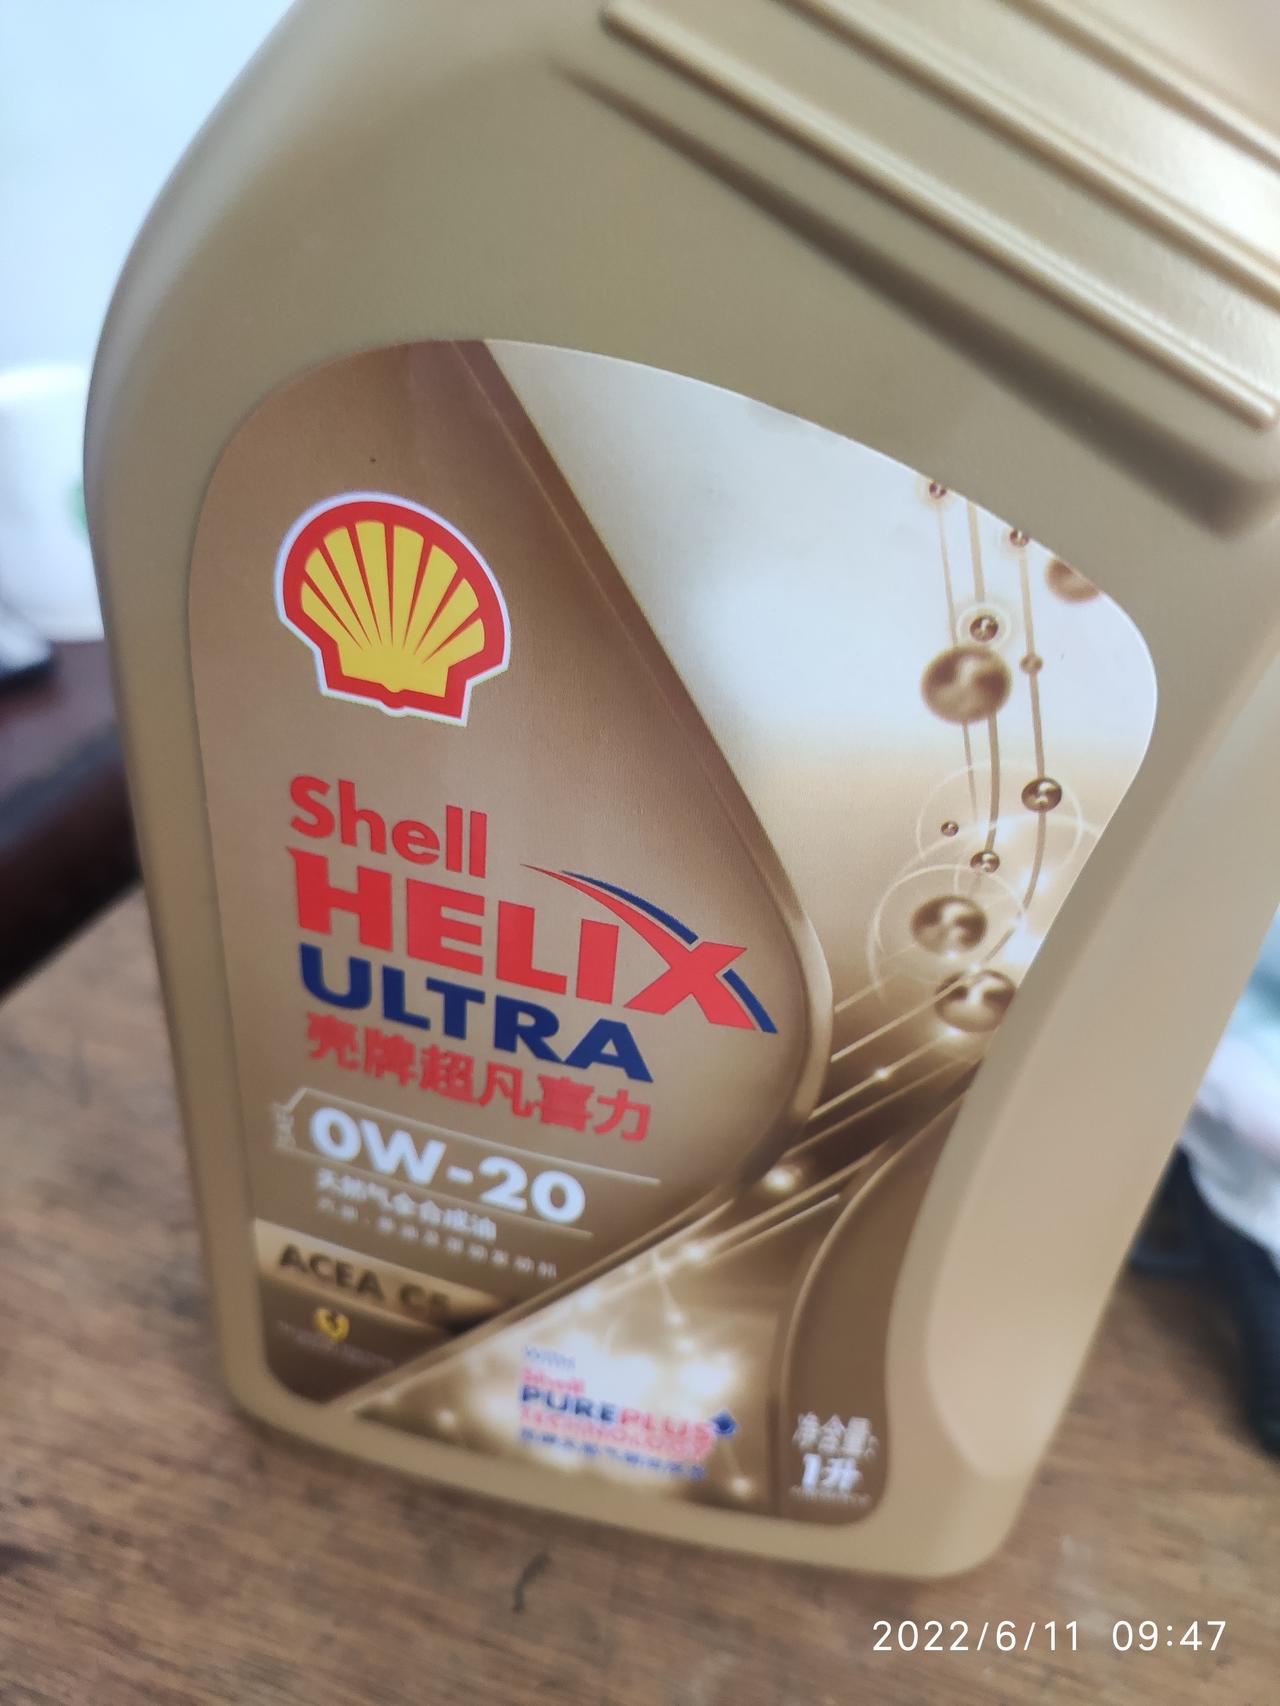 Shell
HELIX
ULTRA
壳牌超凡喜力
0W-20
天然气全合成油
ACEA C5
WITH
Shell
PUREPLUS
TECHNOLOGY
净含量:
1升
2022/6/11 09:47